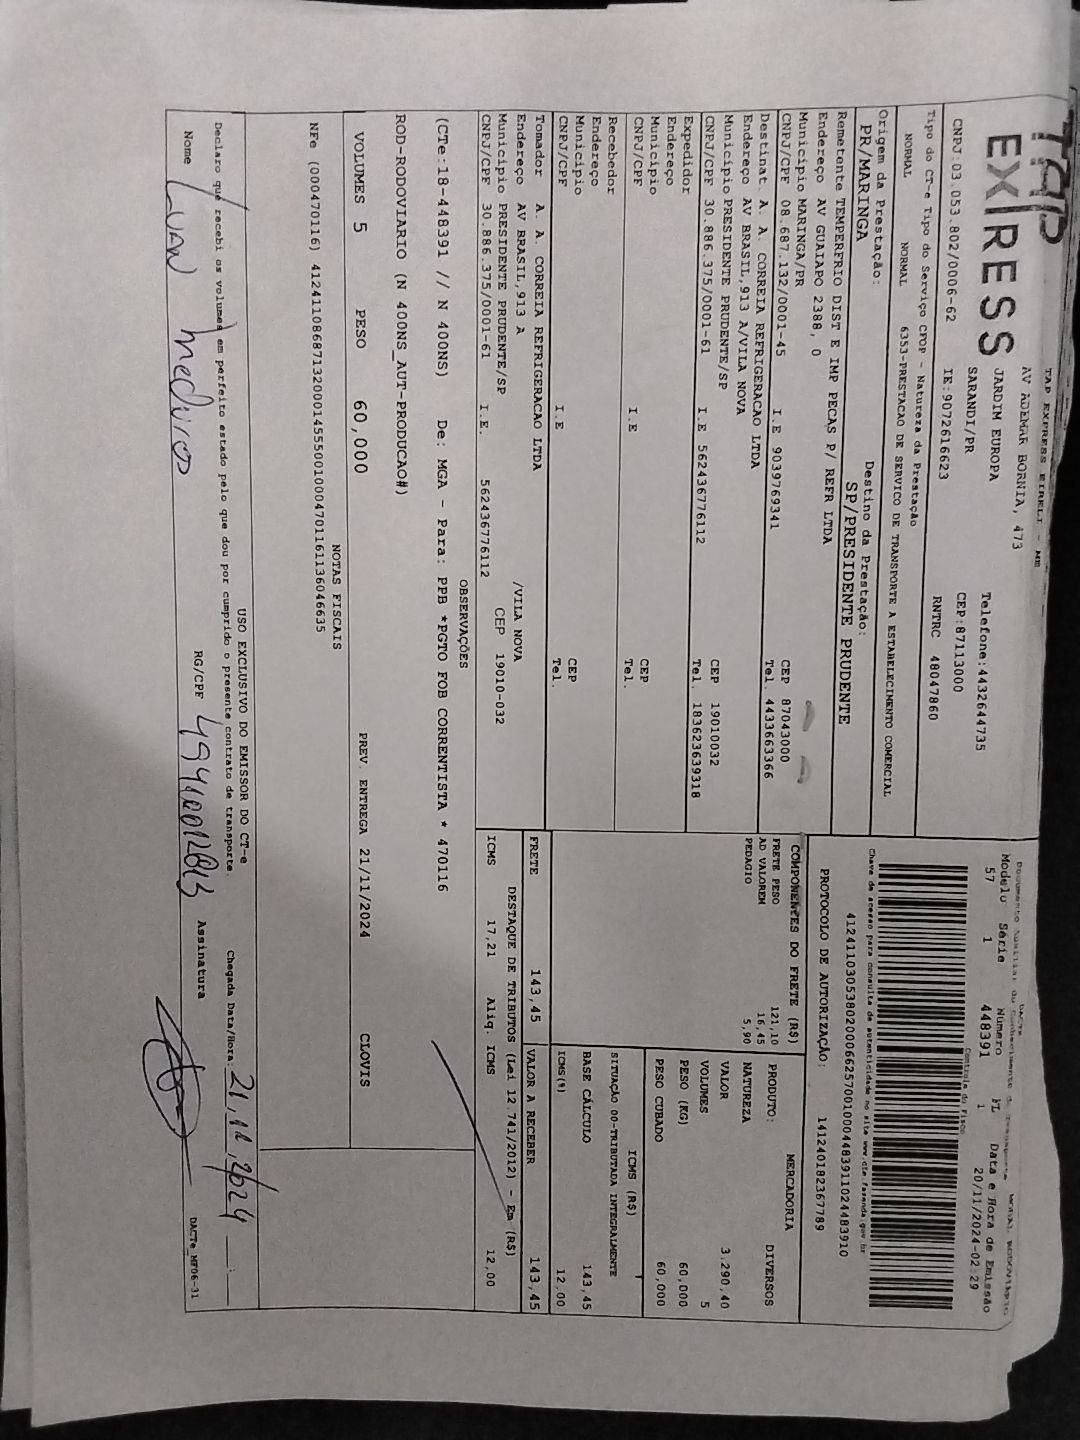 TAP
EX/RESS
TAP EXPRESS EIRELI - ME
AV ADEMAR BORNIA, 473
JARDIM EUROPA
SARANDI/PR
Telefone:4432644735
CEP:87113000
CNPJ:03.053.802/0006-62 IE:9072616623 RNTRC 48047860
Tipo do CT-e Tipo do Serviço CFOP - Natureza da Prestação
NORMAL NORMAL 6353-PRESTACAO DE SERVICO DE TRANSPORTE A ESTABELECIMENTO COMERCIAL
Origem da Prestação: Destino da Prestação:
PR/MARINGA SP/PRESIDENTE PRUDENTE
Remetente TEMPERFRIO DIST E IMP PECAS P/ REFR LTDA
Endereço AV GUAIAPO 2388, 0
Município MARINGA/PR CEP 87043000
CNPJ/CPF 08.687.132/0001-45 I.E 9039769341 Tel. 44333663366
Destinat. A. A. CORREIA REFRIGERACAO LTDA
Endereço AV BRASIL,913 A/VILA NOVA
Município PRESIDENTE PRUDENTE/SP CEP 19010032
CNPJ/CPF 30.886.375/0001-61 I.E 562436776112 Tel. 183623639318
Expedidor
Endereço
Município CEP
CNPJ/CPF I.E Tel.
Recebedor
Endereço
Município CEP
CNPJ/CPF I.E Tel.
Tomador A. A. CORREIA REFRIGERACAO LTDA
Endereço AV BRASIL,913 A /VILA NOVA
Município PRESIDENTE PRUDENTE/SP CEP 19010-032
CNPJ/CPF 30.886.375/0001-61 I.E. 562436776112
DACTE
Documento Auxiliar do Conhecimento de Transporte
Modelo Série Número FL Data e Hora de Emissão
57 1 448391 1 20/11/2024-02:29
Controle do Fisco
Chave de acesso para consulta de autenticidade no site www.cte.fazenda.gov.br
41241103053802000662570010004483911024483910
PROTOCOLO DE AUTORIZAÇÃO: 141240182367789
COMPONENTES DO FRETE (R$)
FRETE PESO 121,10
AD VALOREM 16,45
PEDAGIO 5,90
MERCADORIA
PRODUTO: DIVERSOS
NATUREZA
VALOR 3.290,40
VOLUMES 5
PESO (KG) 60,000
PESO CUBADO 60,000
ICMS (R$)
SITUAÇÃO 00-TRIBUTADA INTEGRALMENTE
BASE CÁLCULO 143,45
ICMS(%) 12,00
FRETE 143,45 VALOR A RECEBER 143,45
DESTAQUE DE TRIBUTOS (Lei 12.741/2012) - Em (R$)
ICMS 17,21 Aliq. ICMS 12,00
OBSERVAÇÕES
(CTe:18-448391 // N 400NS) De: MGA - Para: PPB *PGTO FOB CORRENTISTA * 470116
ROD-RODOVIARIO (N 400NS_AUT-PRODUCAO#)
VOLUMES 5 PESO 60,000 PREV. ENTREGA 21/11/2024 CLOVIS
NOTAS FISCAIS
NFe (000470116) 41241108687132000145550010004701161136046635
USO EXCLUSIVO DO EMISSOR DO CT-e
Declaro que recebi os volumes em perfeito estado pelo que dou por cumprido o presente contrato de transporte.
Chegada Data/Hora: 21,11,2024 __:__
Nome Luan RG/CPF Assinatura
DACTe_MF06-31